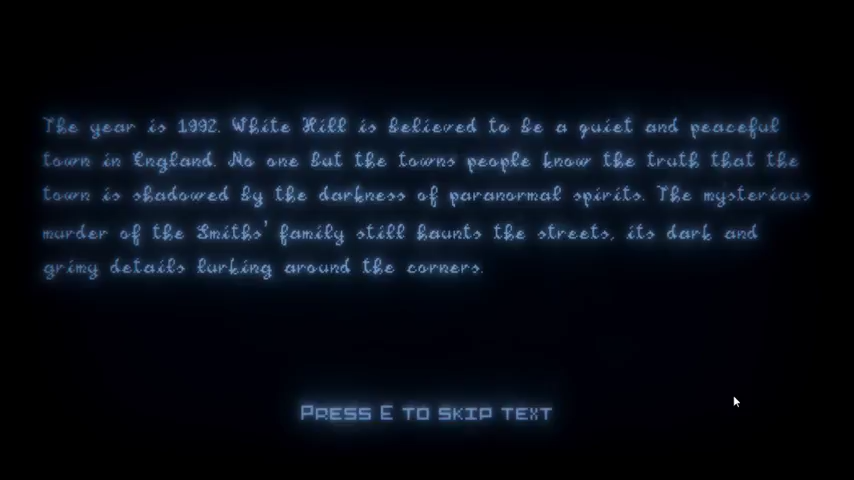 The year is 1992. White Hill is believed to be a quiet and peaceful
town in England. No one but the towns people know the truth that the
town is shadowed by the darkness of paranormal spirits. The mysterious
murder of the Smiths' family still haunts the streets, its dark and
grimy details lurking around the corners.
PRESS E TO SKIP TEXT